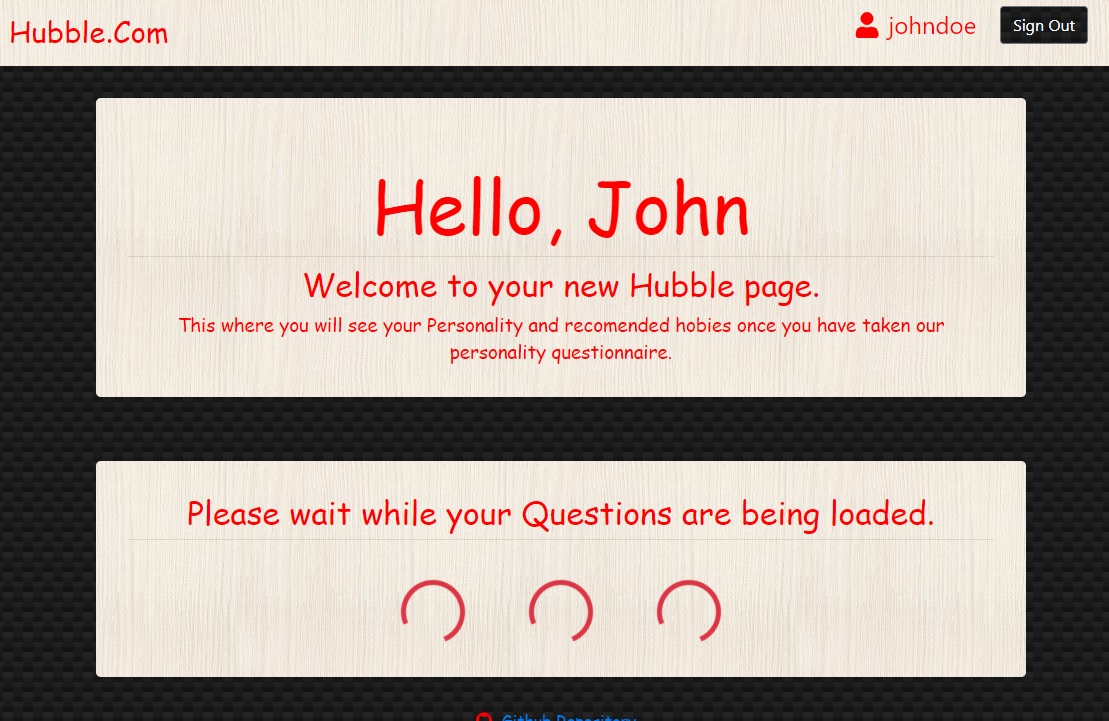 Hubble.Com
johndoe
Sign Out
Hello, John
Welcome to your new Hubble page.
This where you will see your Personality and recomended hobies once you have taken our
personality questionnaire.
Please wait while your Questions are being loaded.
Github Repository